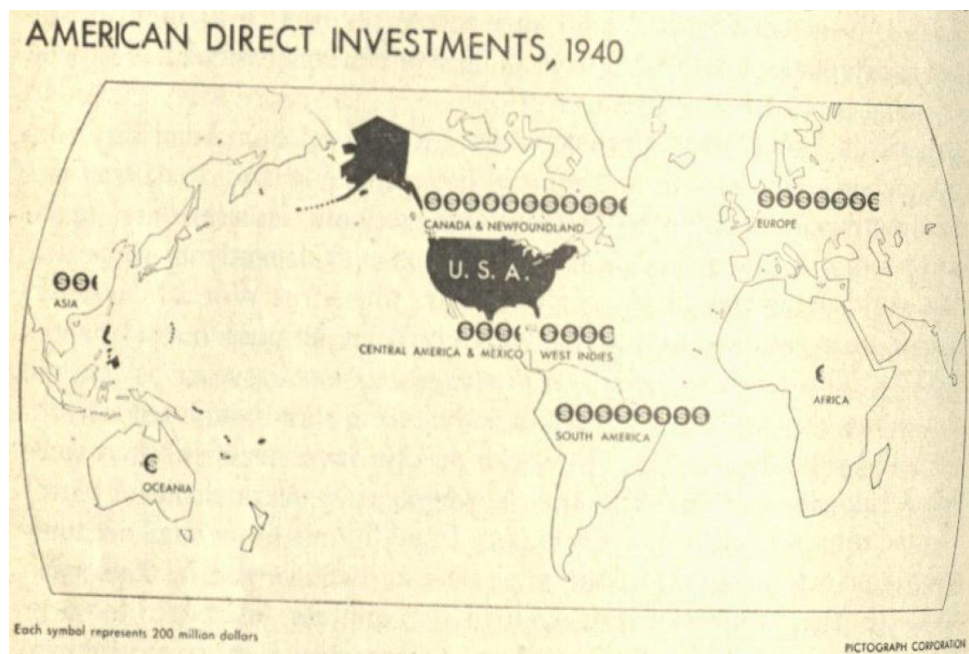 AMERICAN DIRECT INVESTMENTS, 1940
CANADA & NEWFOUNDLAND
EUROPE
U. S. A.
ASIA
CENTRAL AMERICA & MEXICO
WEST INDIES
AFRICA
SOUTH AMERICA
OCEANIA
Each symbol represents 200 million dollars
PICTOGRAPH CORPORATION